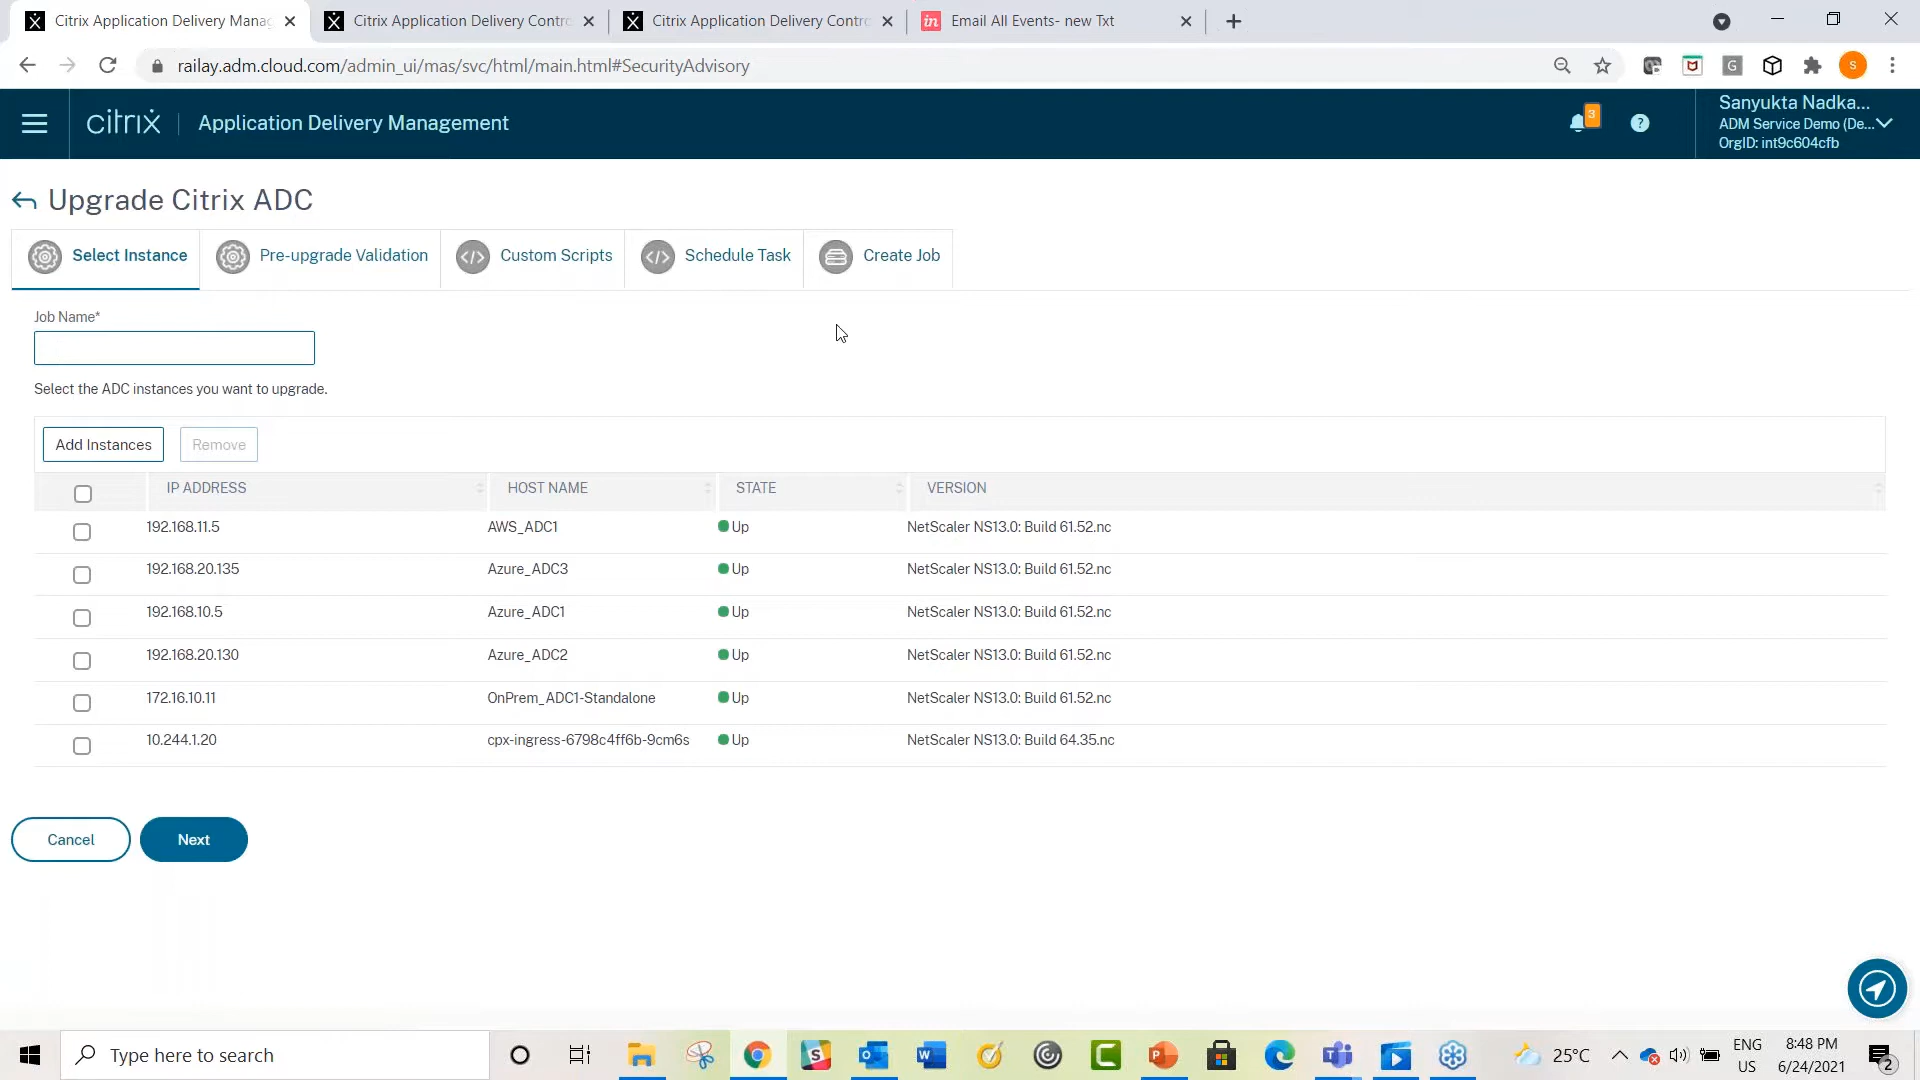 Citrix Application Delivery Mana
Citrix Application Delivery Contro
Citrix Application Delivery Contro
in Email All Events- new Txt
railay.adm.cloud.com/admin_ui/mas/svc/html/main.html#SecurityAdvisory
G
S
citrix
Application Delivery Management
3
?
Sanyukta Nadka...
ADM Service Demo (De...
OrgID: int9c604cfb
Upgrade Citrix ADC
Select Instance
Pre-upgrade Validation
Custom Scripts
Schedule Task
Create Job
Job Name*
Select the ADC instances you want to upgrade.
Add Instances
Remove
IP ADDRESS HOST NAME STATE VERSION
192.168.11.5 AWS_ADC1 Up NetScaler NS13.0: Build 61.52.nc
192.168.20.135 Azure_ADC3 Up NetScaler NS13.0: Build 61.52.nc
192.168.10.5 Azure_ADC1 Up NetScaler NS13.0: Build 61.52.nc
192.168.20.130 Azure_ADC2 Up NetScaler NS13.0: Build 61.52.nc
172.16.10.11 OnPrem_ADC1-Standalone Up NetScaler NS13.0: Build 61.52.nc
10.244.1.20 cpx-ingress-6798c4ff6b-9cm6s Up NetScaler NS13.0: Build 64.35.nc
Cancel
Next
Type here to search
25°C
ENG
US
8:48 PM
6/24/2021
2